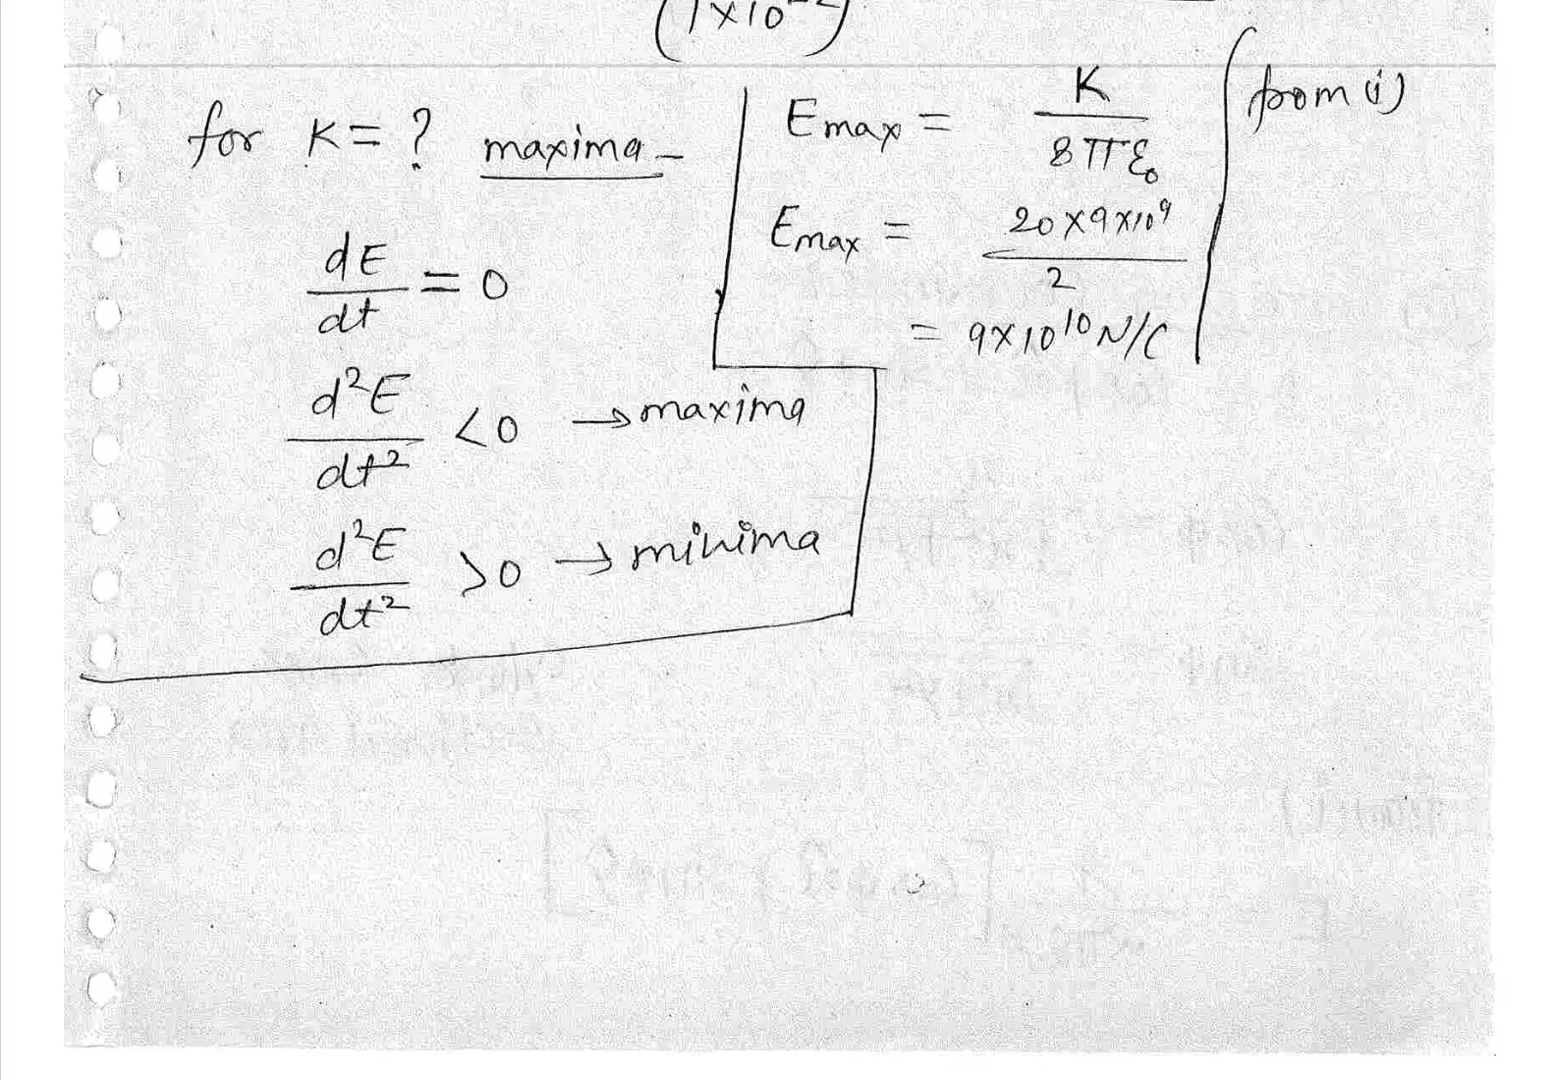 (1×10⁻²)
for K = ? maxima –
dE/dt = 0
d²E/dt² <0 → maxima
d²E/dt² >0 → minima
Emax = K/8πε₀
Emax = 20×9×10⁹/2
= 9×10¹⁰ N/C
from (i)